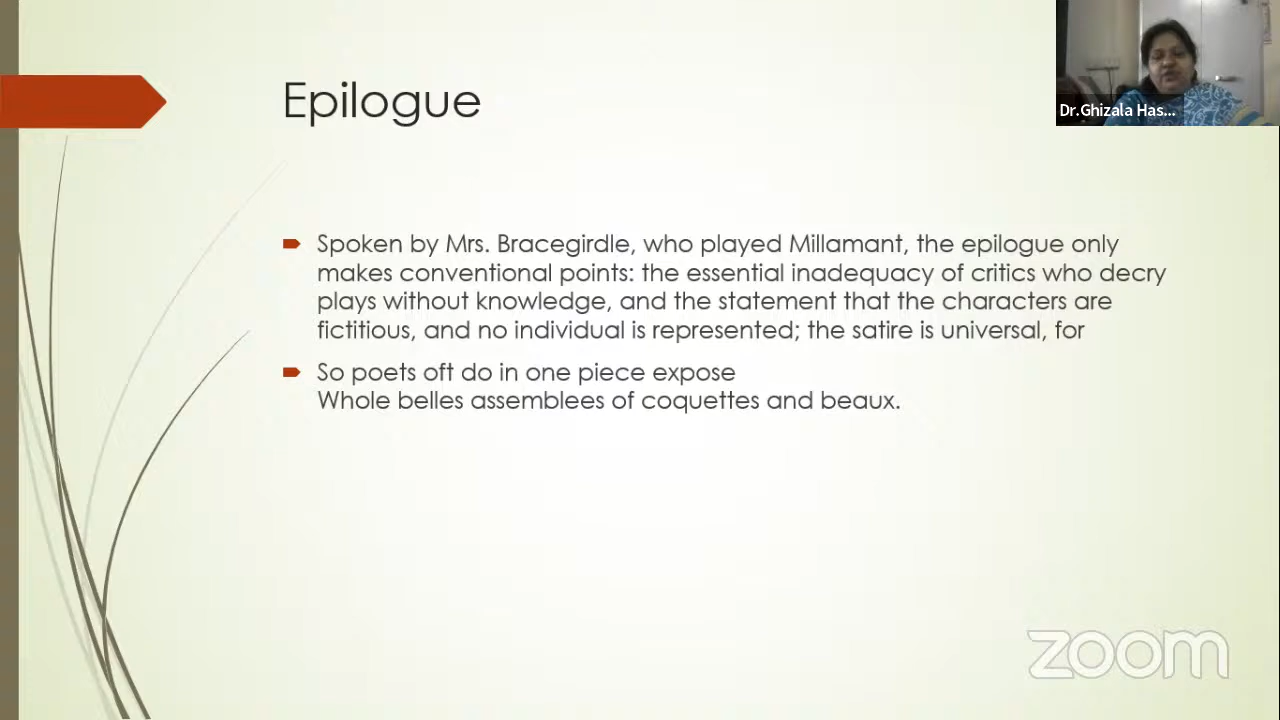 Epilogue
Dr.Ghizala Has...
Spoken by Mrs. Bracegirdle, who played Millamant, the epilogue only
makes conventional points: the essential inadequacy of critics who decry
plays without knowledge, and the statement that the characters are
fictitious, and no individual is represented; the satire is universal, for
So poets oft do in one piece expose
Whole belles assemblees of coquettes and beaux.
zoom